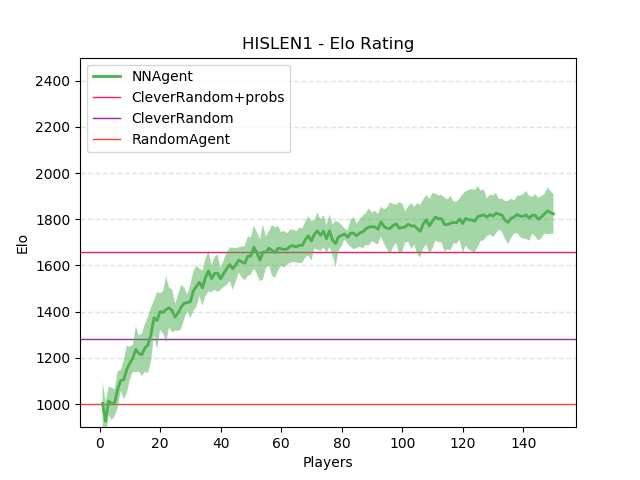 HISLEN1 - Elo Rating
NNAgent
CleverRandom+probs
CleverRandom
RandomAgent
2400
2200
2000
1800
1600
1400
1200
1000
Elo
0 20 40 60 80 100 120 140
Players